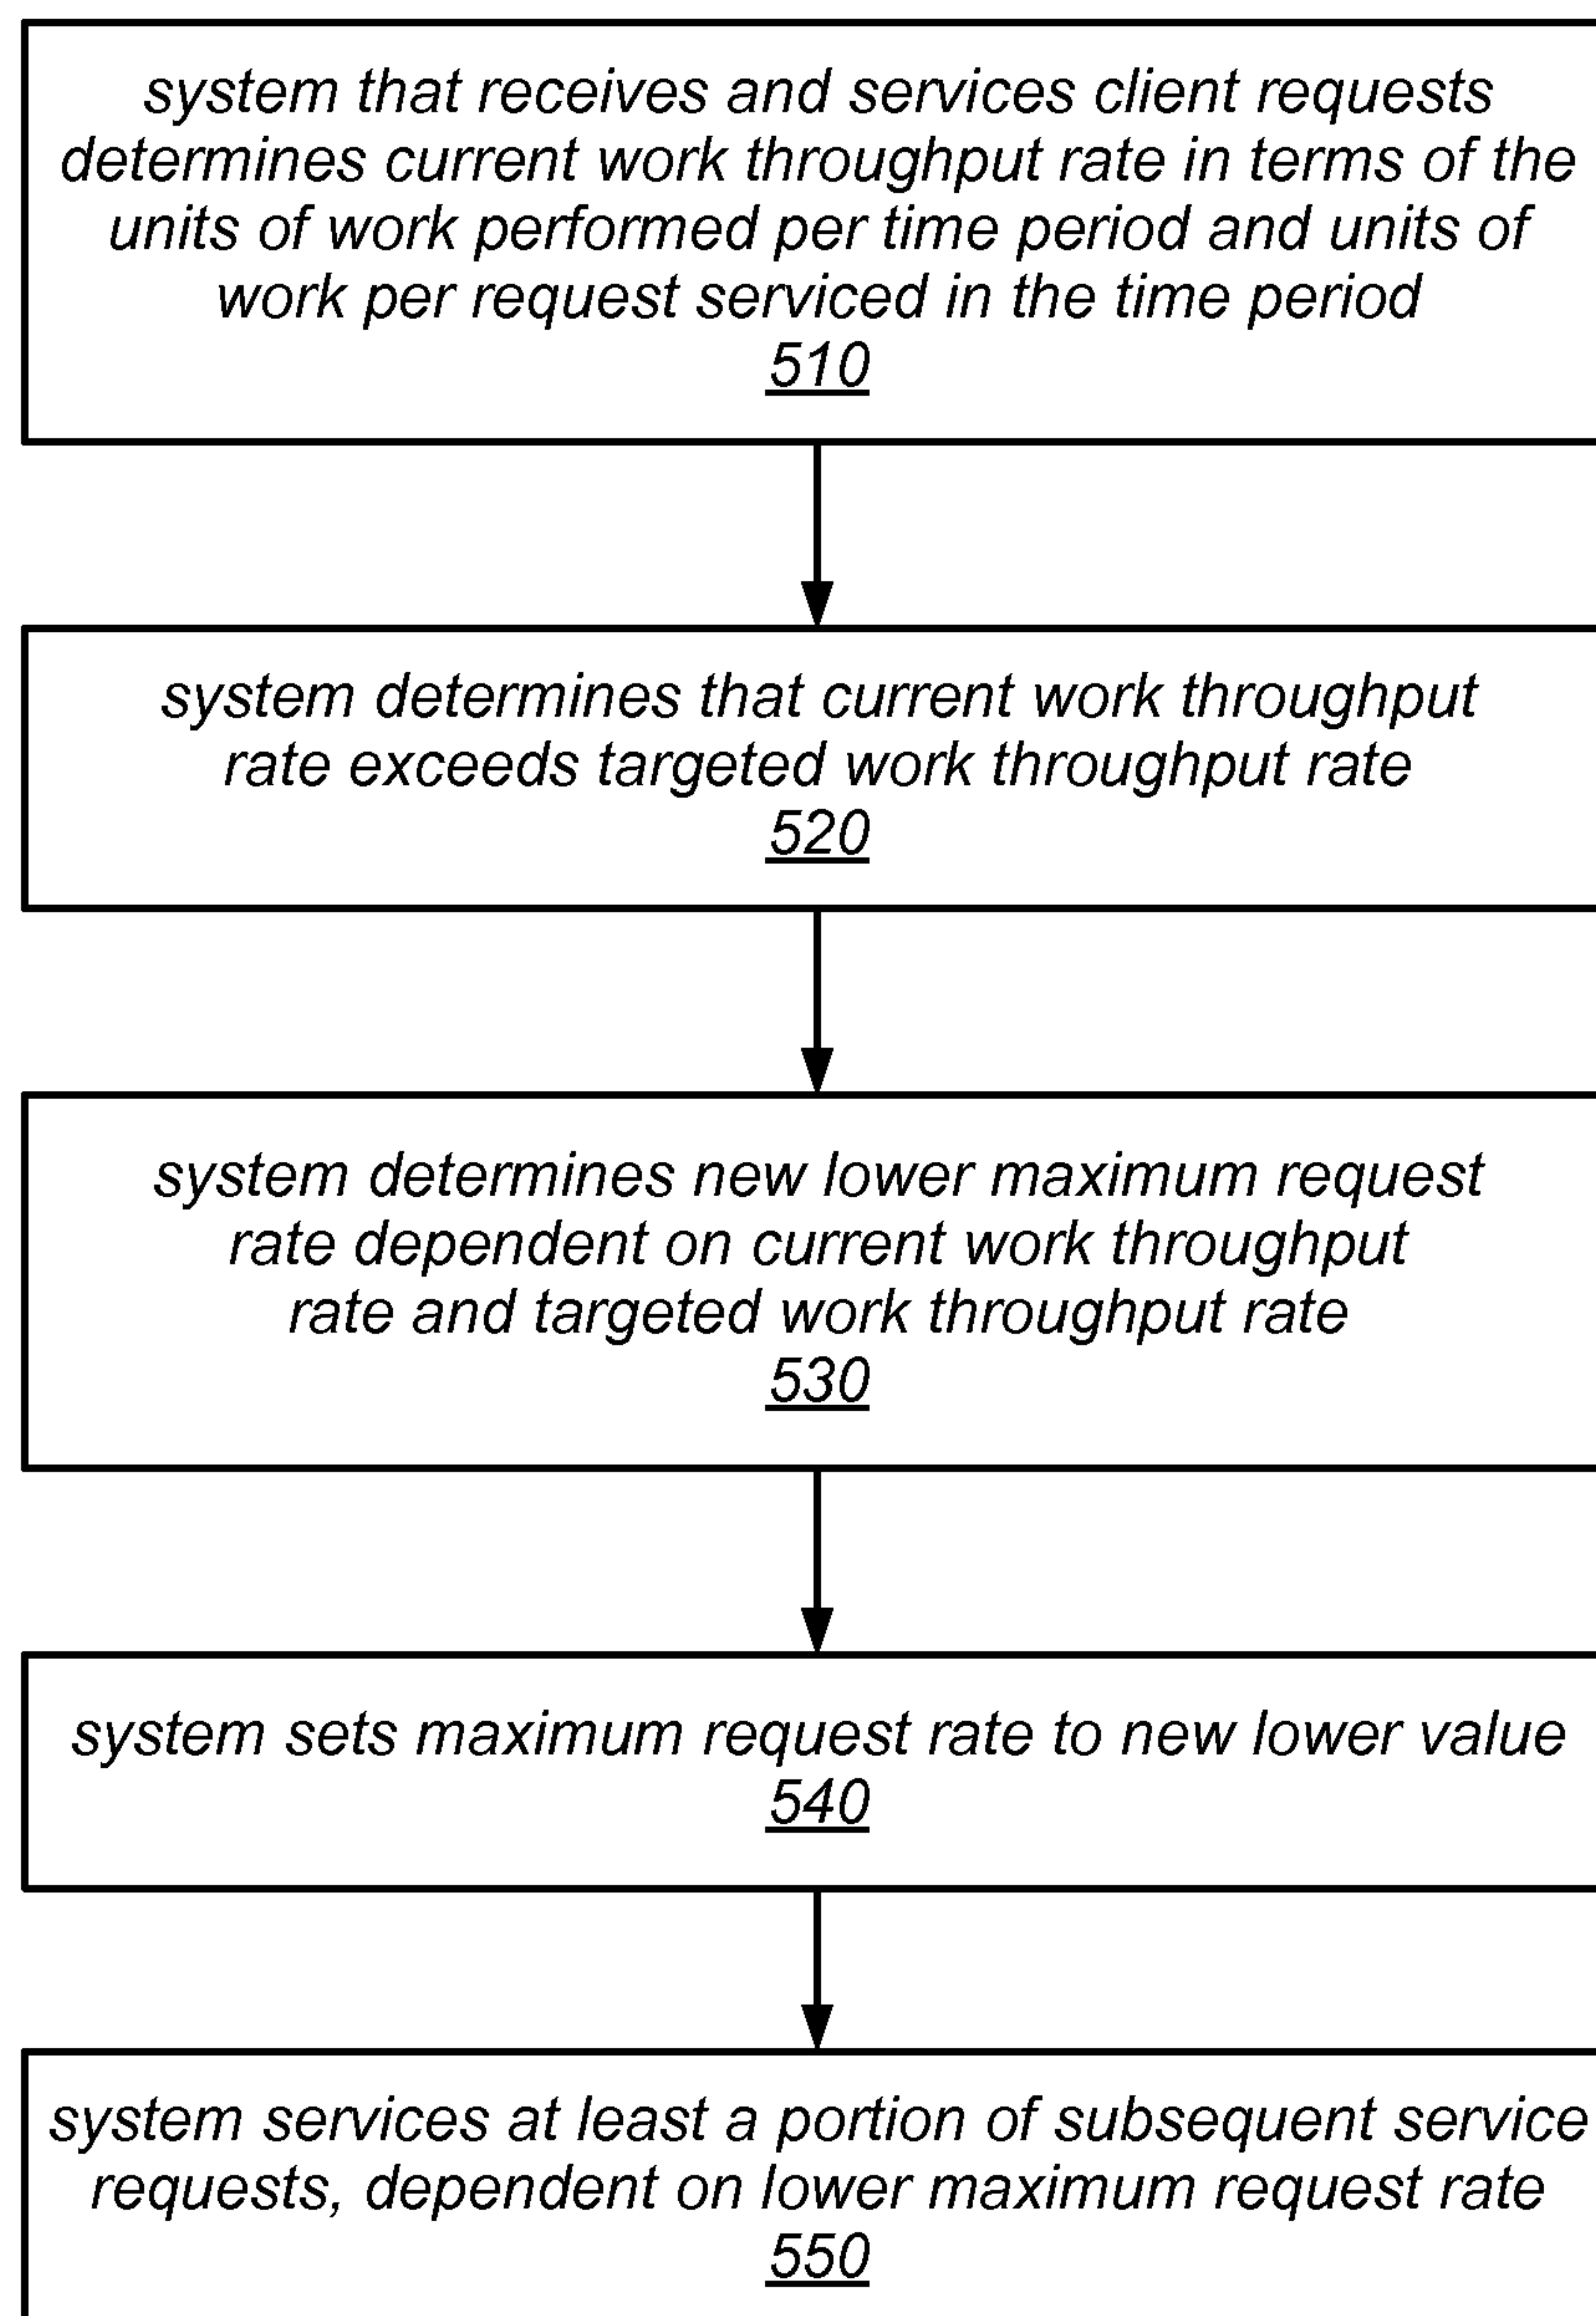 system that receives and services client requests
determines current work throughput rate in terms of the
units of work performed per time period and units of
work per request serviced in the time period
510
system determines that current work throughput
rate exceeds targeted work throughput rate
520
system determines new lower maximum request
rate dependent on current work throughput
rate and targeted work throughput rate
530
system sets maximum request rate to new lower value
540
system services at least a portion of subsequent service
requests, dependent on lower maximum request rate
550